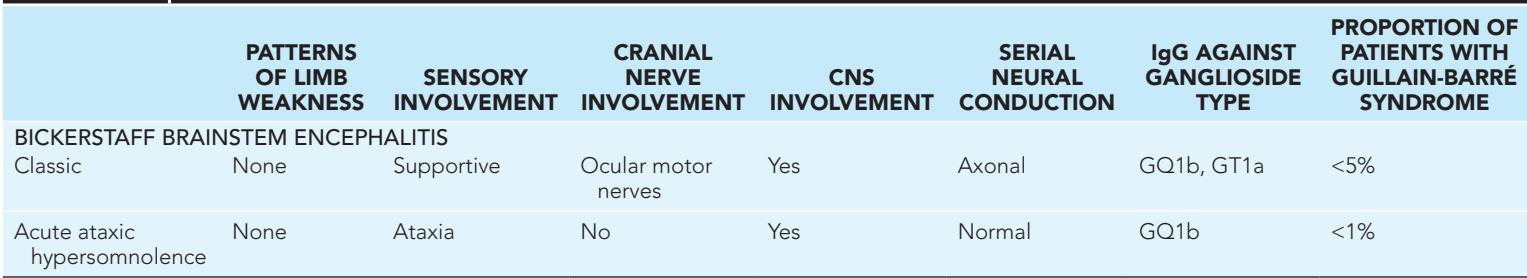 PATTERNS OF LIMB WEAKNESS SENSORY INVOLVEMENT CRANIAL NERVE INVOLVEMENT CNS INVOLVEMENT SERIAL NEURAL CONDUCTION IgG AGAINST GANGLIOSIDE TYPE PROPORTION OF PATIENTS WITH GUILLAIN-BARRÉ SYNDROME
BICKERSTAFF BRAINSTEM ENCEPHALITIS
Classic None Supportive Ocular motor nerves Yes Axonal GQ1b, GT1a <5%
Acute ataxic hypersomnolence None Ataxia No Yes Normal GQ1b <1%